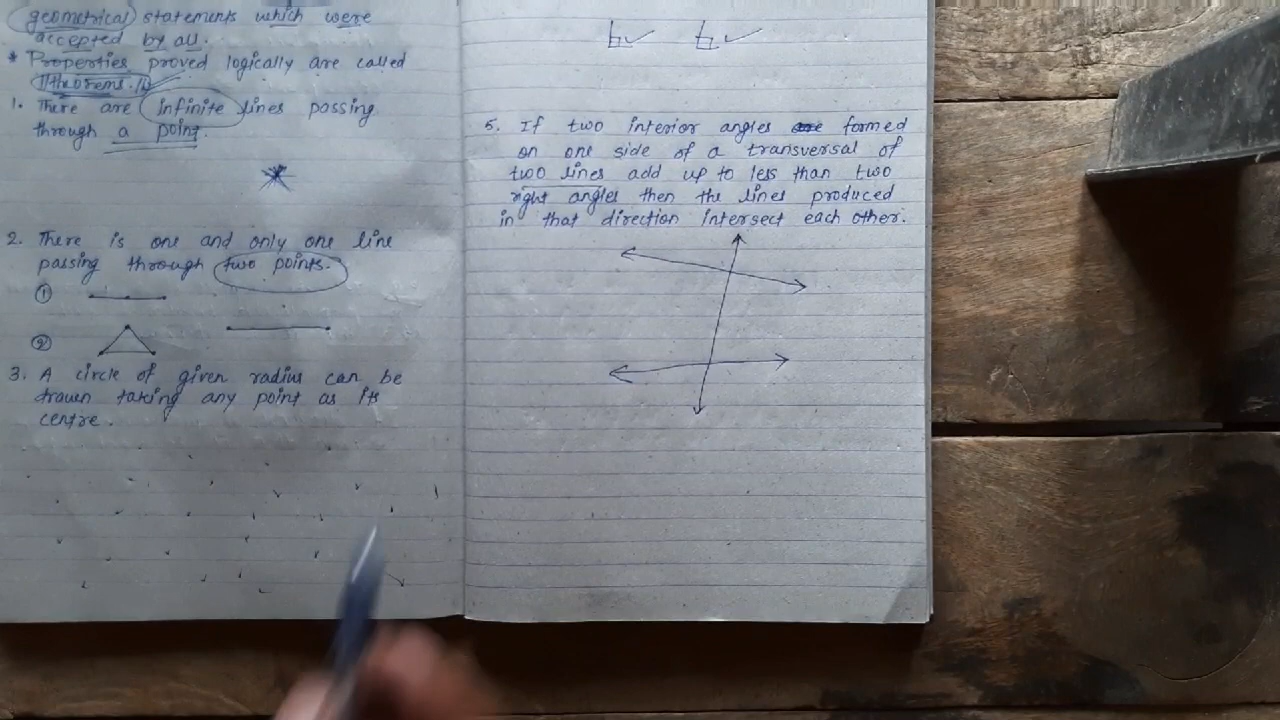 geometrical statements which were
accepted by all.
* Properties proved logically are called
Theorems.
1. There are infinite lines passing
through a point.
2. There is one and only one line
passing through two points.
①
②
3. A circle of given radius can be
drawn taking any point as its
centre.
5. If two interior angles are formed
on one side of a transversal of
two lines add up to less than two
right angles then the lines produced
in that direction intersect each other.